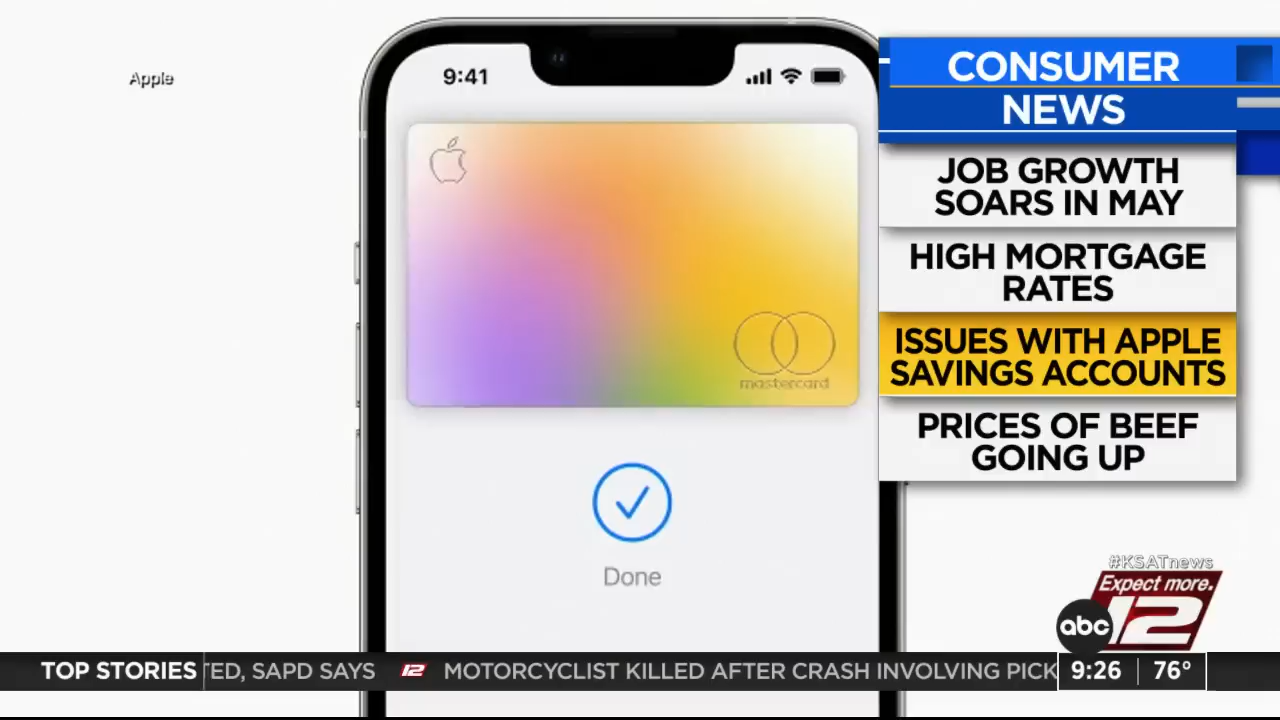 Apple
9:41
mastercard
Done
CONSUMER
NEWS
JOB GROWTH
SOARS IN MAY
HIGH MORTGAGE
RATES
ISSUES WITH APPLE
SAVINGS ACCOUNTS
PRICES OF BEEF
GOING UP
#KSATnews
Expect more.
abc 12
TOP STORIES TED, SAPD SAYS 12 MOTORCYCLIST KILLED AFTER CRASH INVOLVING PICK 9:26 76°